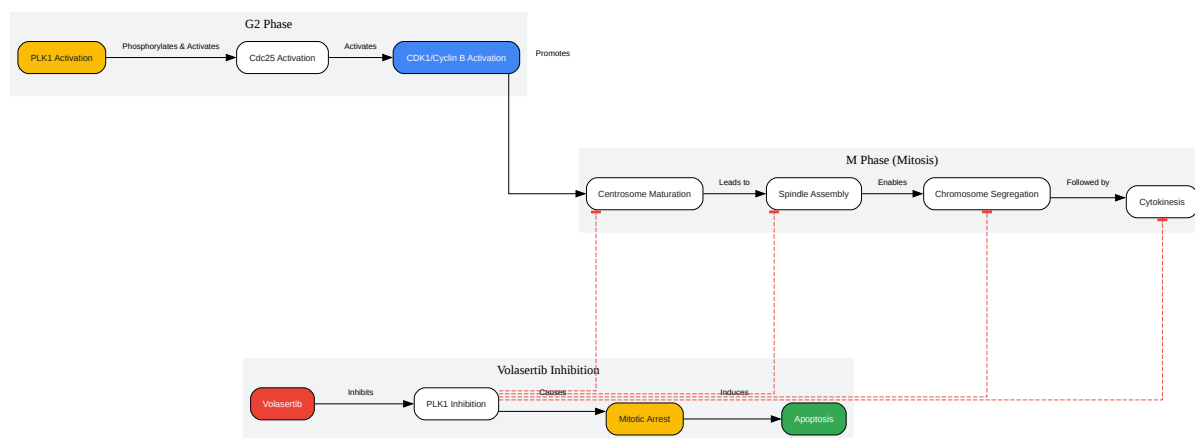 G2 Phase
PLK1 Activation
Phosphorylates & Activates
Cdc25 Activation
Activates
CDK1/Cyclin B Activation
Promotes
M Phase (Mitosis)
Centrosome Maturation
Leads to
Spindle Assembly
Enables
Chromosome Segregation
Followed by
Cytokinesis
Volasertib Inhibition
Volasertib
Inhibits
PLK1 Inhibition
Causes
Mitotic Arrest
Induces
Apoptosis